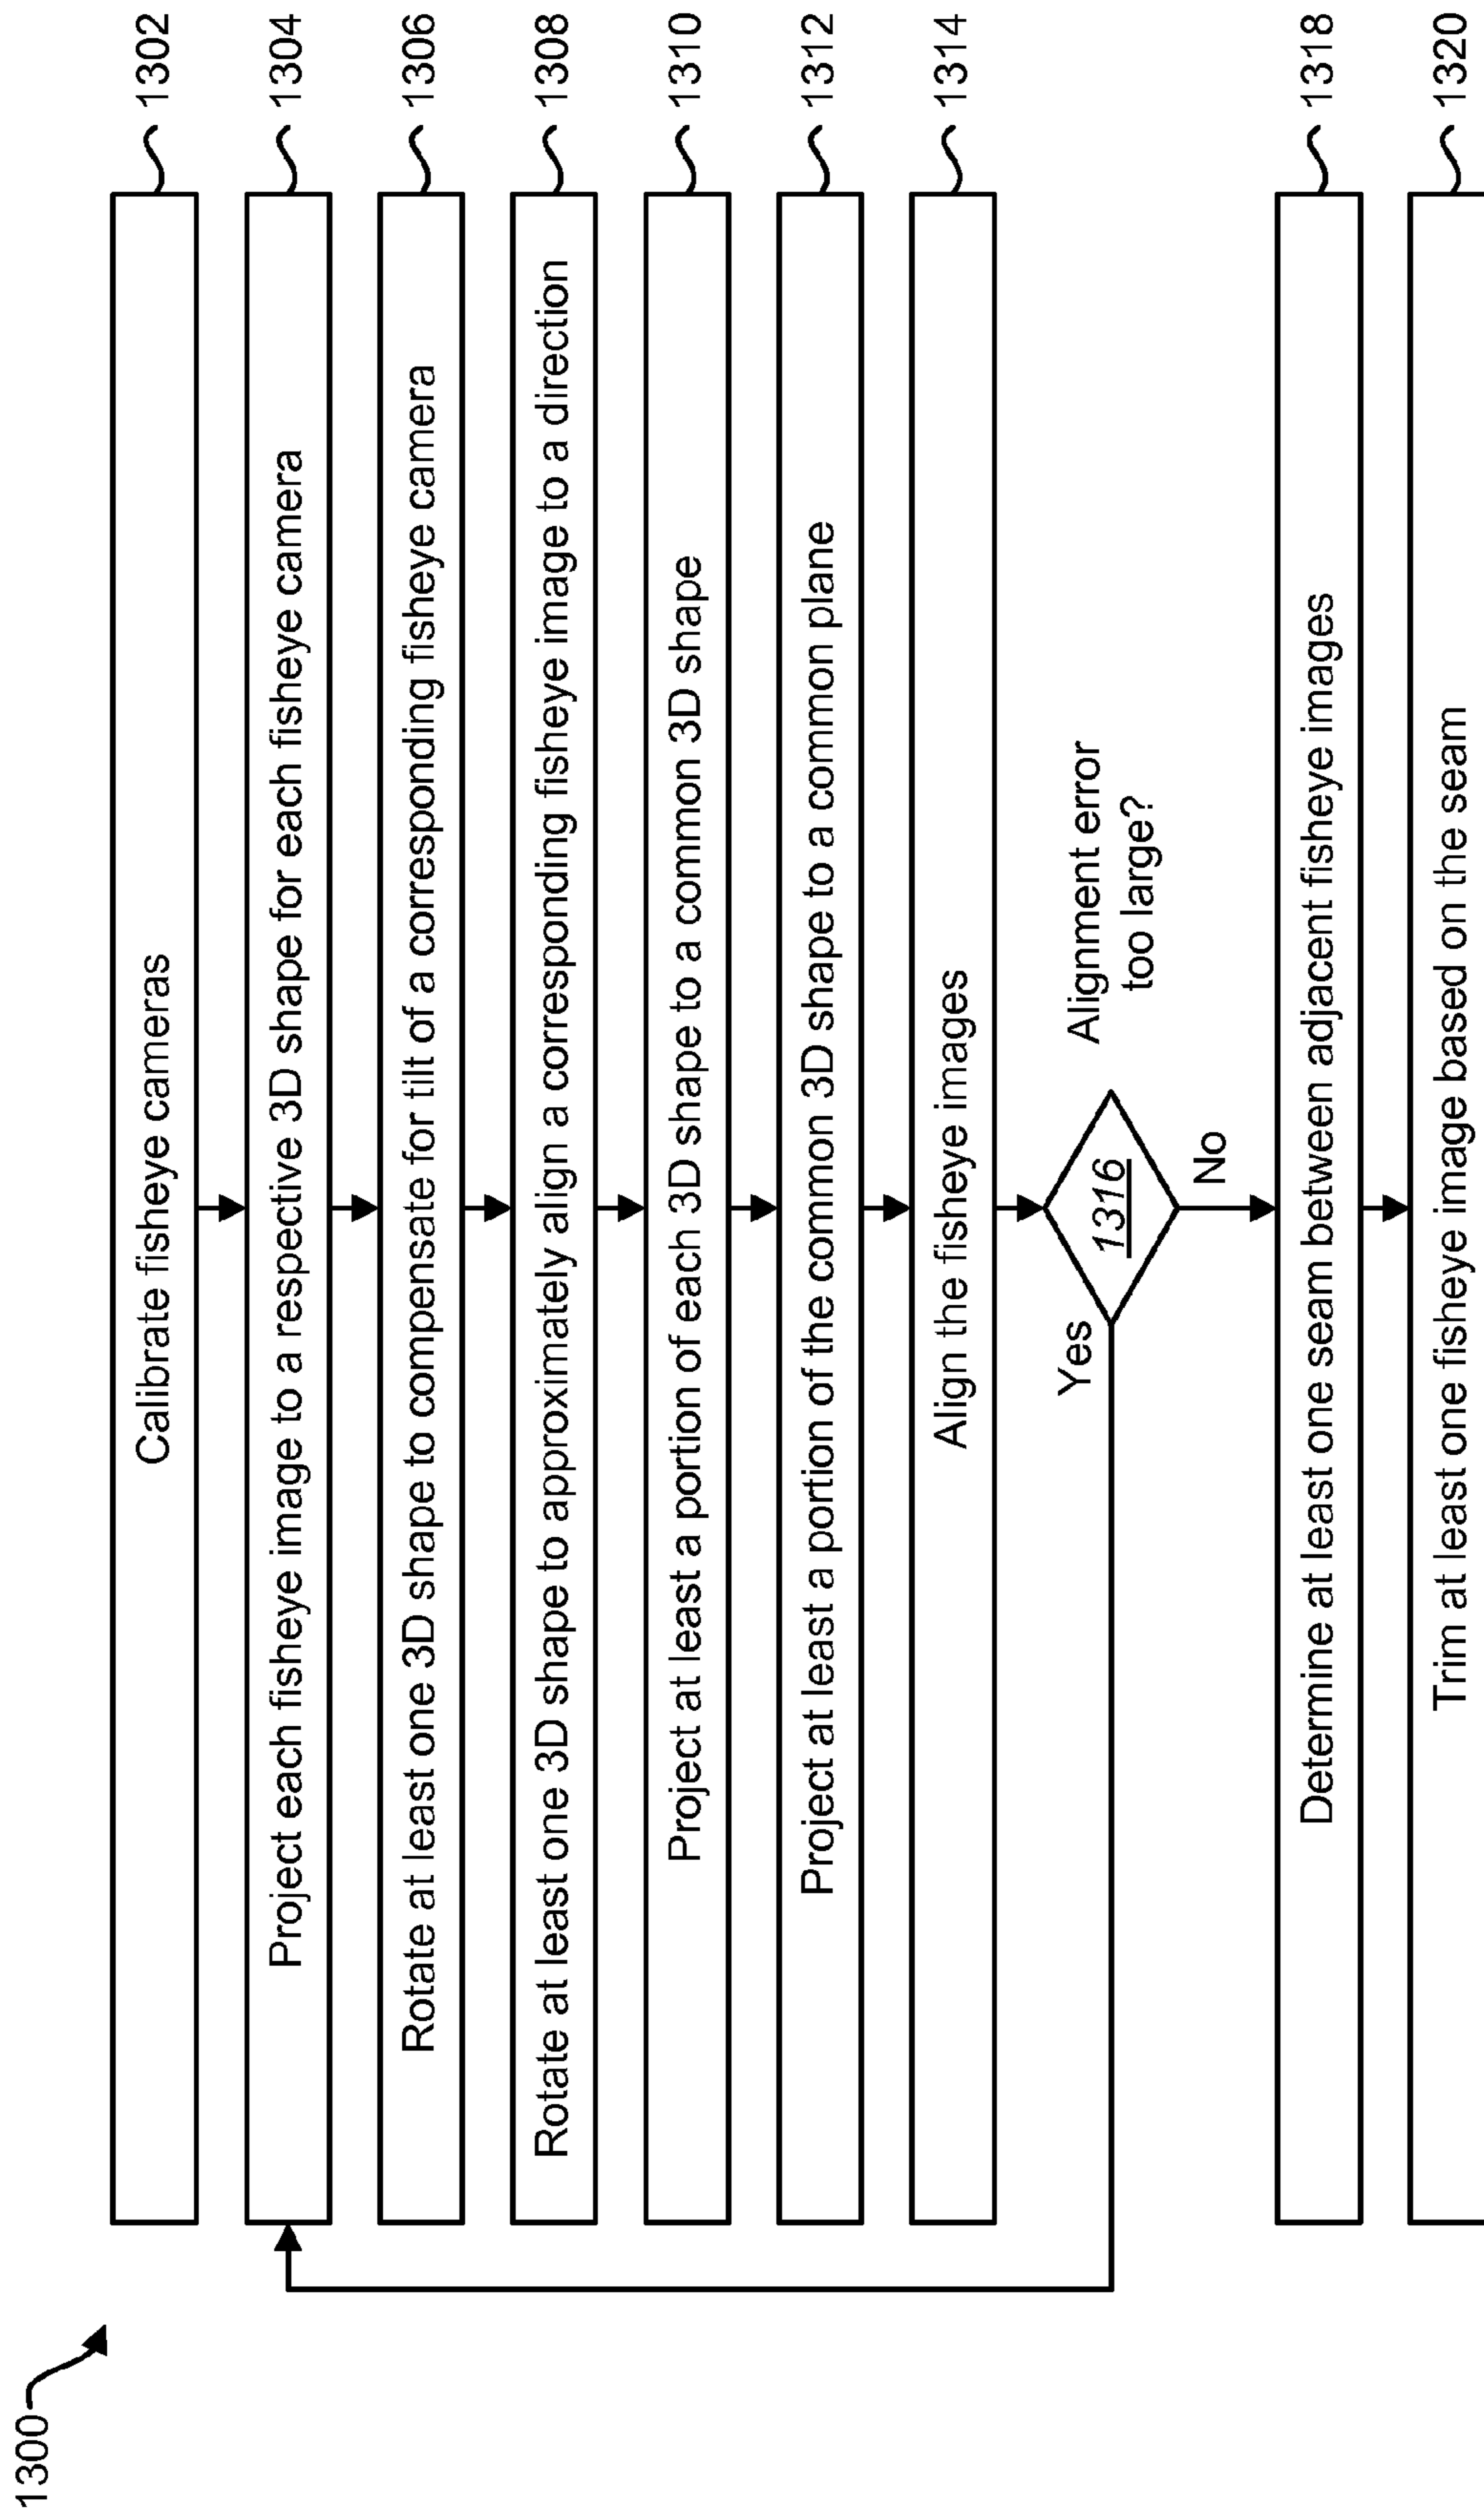 1300
Calibrate fisheye cameras
1302
Project each fisheye image to a respective 3D shape for each fisheye camera
1304
Rotate at least one 3D shape to compensate for tilt of a corresponding fisheye camera
1306
Rotate at least one 3D shape to approximately align a corresponding fisheye image to a direction
1308
Project at least a portion of each 3D shape to a common 3D shape
1310
Project at least a portion of the common 3D shape to a common plane
1312
Align the fisheye images
1314
Alignment error
too large?
1316
Yes
No
Determine at least one seam between adjacent fisheye images
1318
Trim at least one fisheye image based on the seam
1320